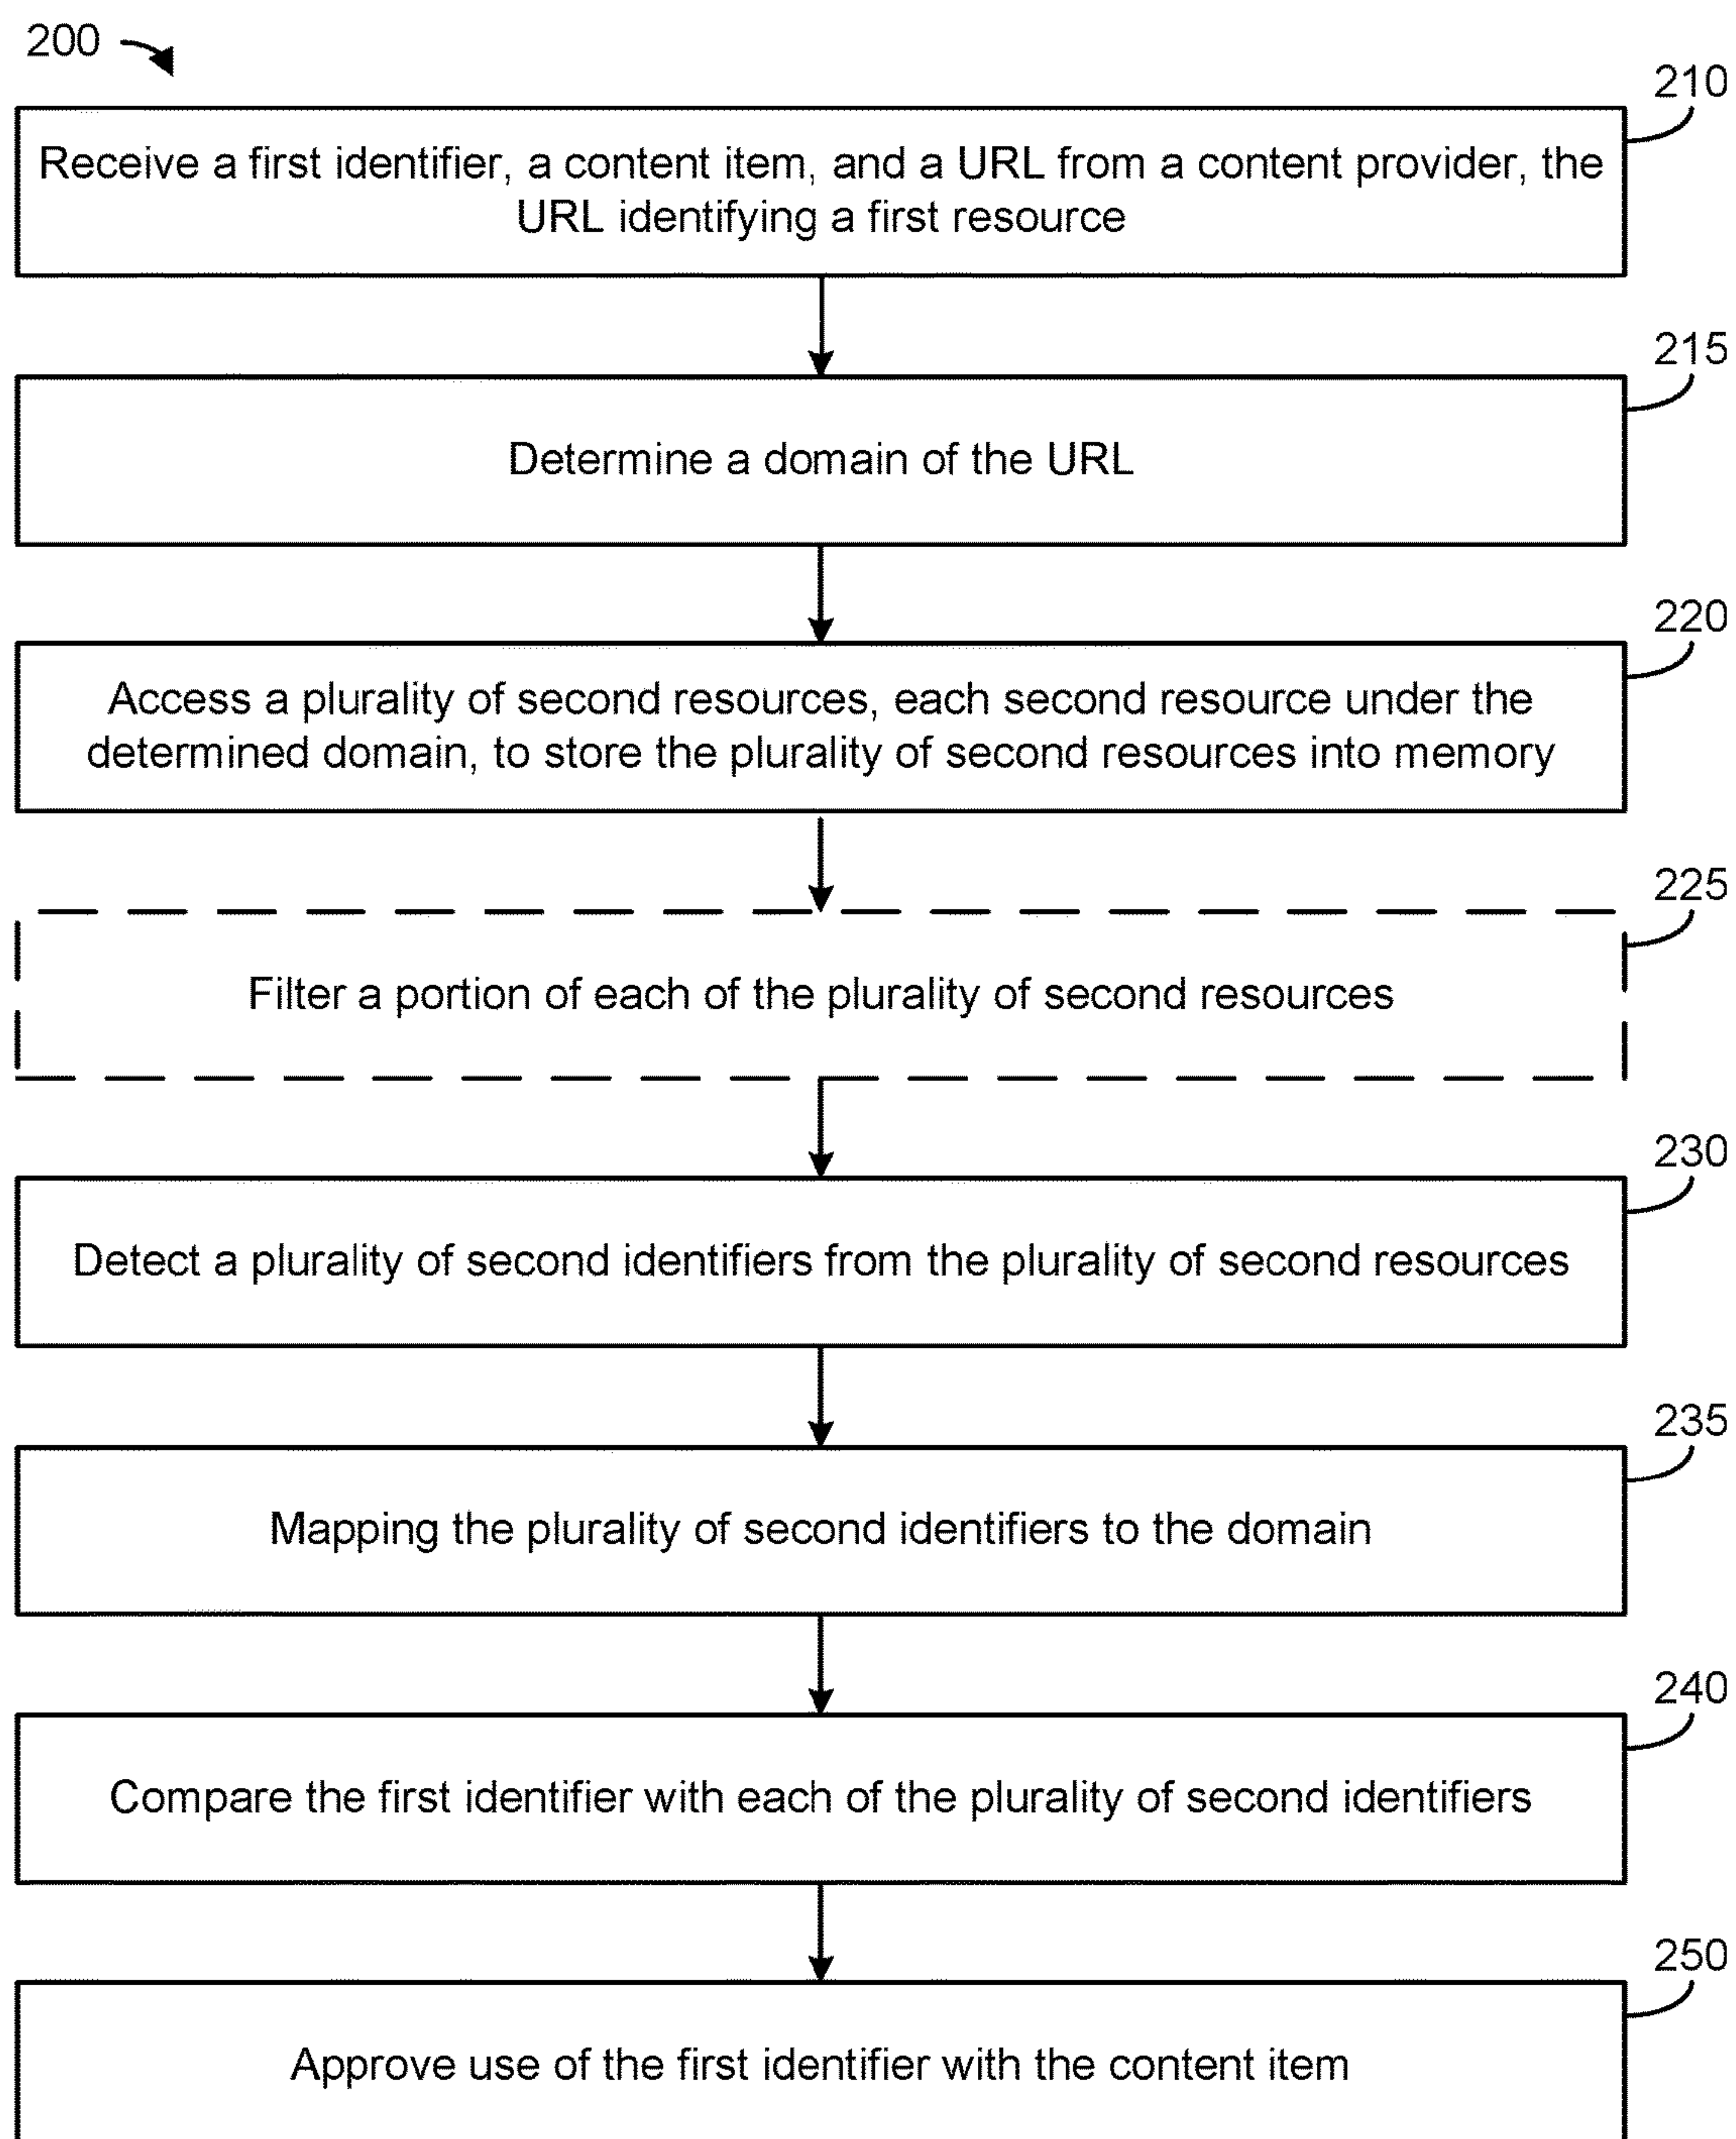 200
210
Receive a first identifier, a content item, and a URL from a content provider, the
URL identifying a first resource
215
Determine a domain of the URL
220
Access a plurality of second resources, each second resource under the
determined domain, to store the plurality of second resources into memory
225
Filter a portion of each of the plurality of second resources
230
Detect a plurality of second identifiers from the plurality of second resources
235
Mapping the plurality of second identifiers to the domain
240
Compare the first identifier with each of the plurality of second identifiers
250
Approve use of the first identifier with the content item